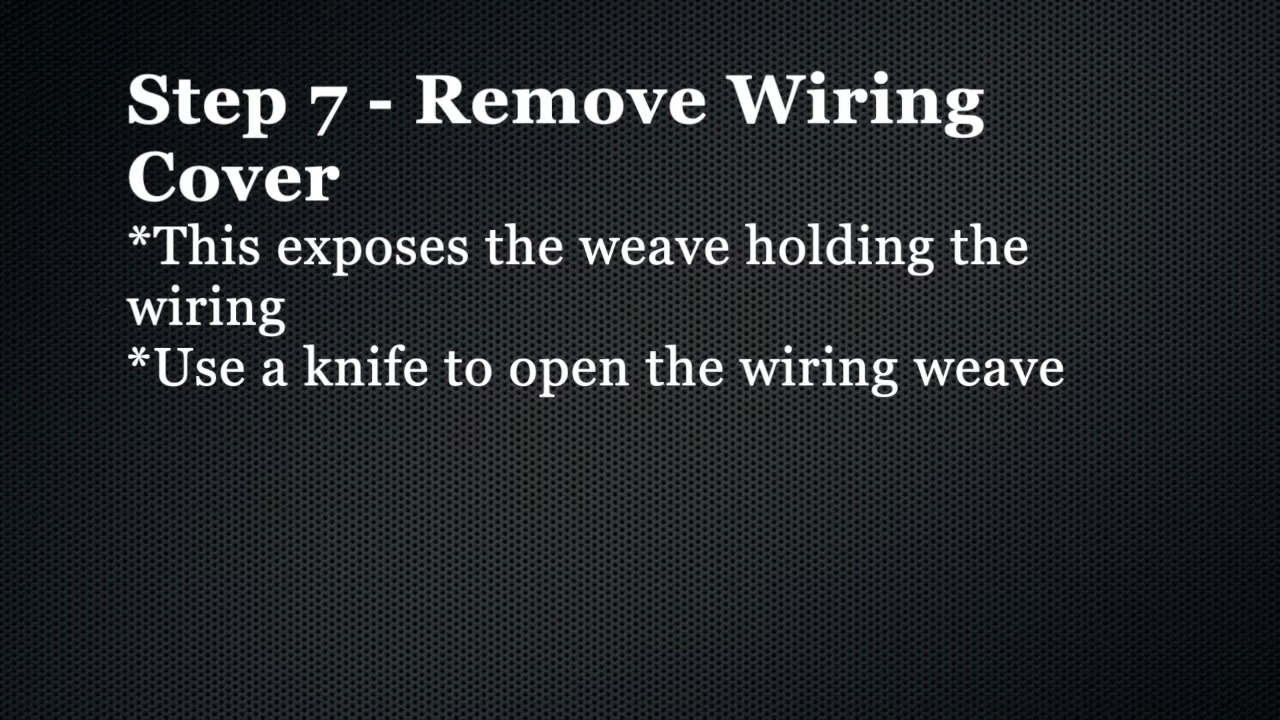 Step 7 - Remove Wiring
Cover
*This exposes the weave holding the
wiring
*Use a knife to open the wiring weave